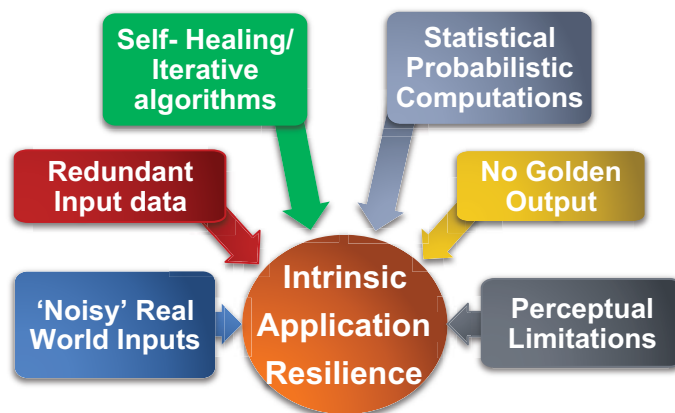 Self- Healing/
Iterative
algorithms
Statistical
Probabilistic
Computations
Redundant
Input data
No Golden
Output
‘Noisy’ Real
World Inputs
Intrinsic
Application
Resilience
Perceptual
Limitations